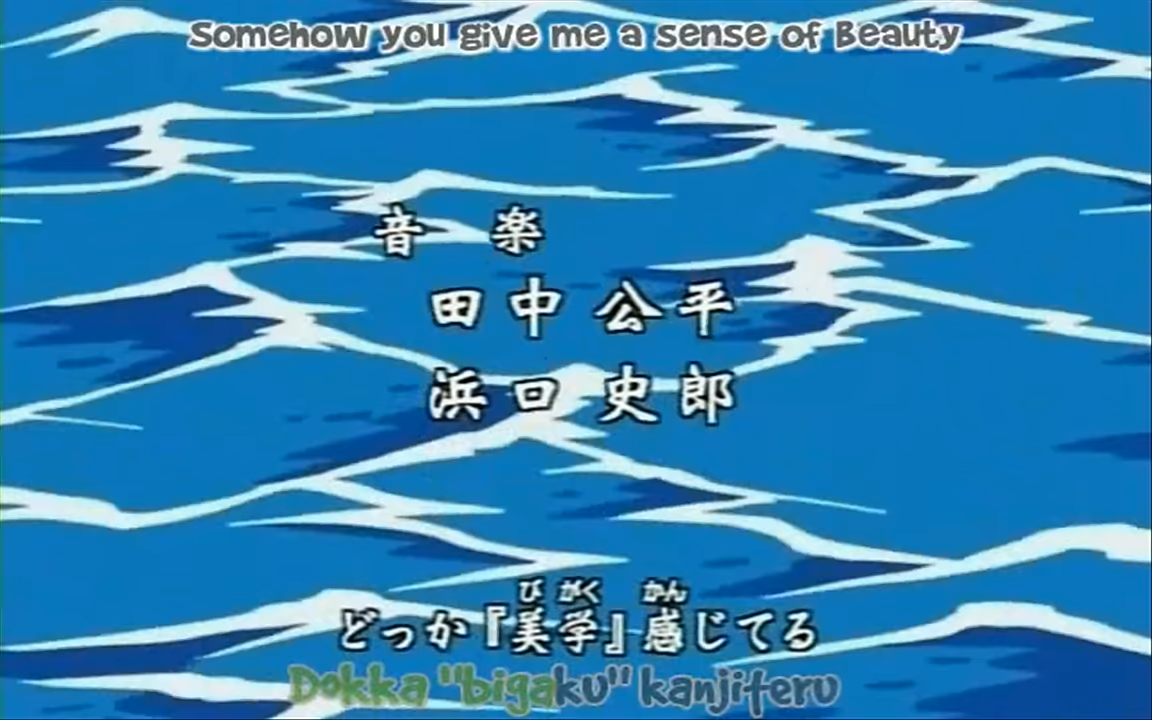 Somehow you give me a sense of Beauty
音 楽
田中 公平
浜口 史郎
びがく かん
どっか『美学』感じてる
Dokka "bigaku" kanjiteru